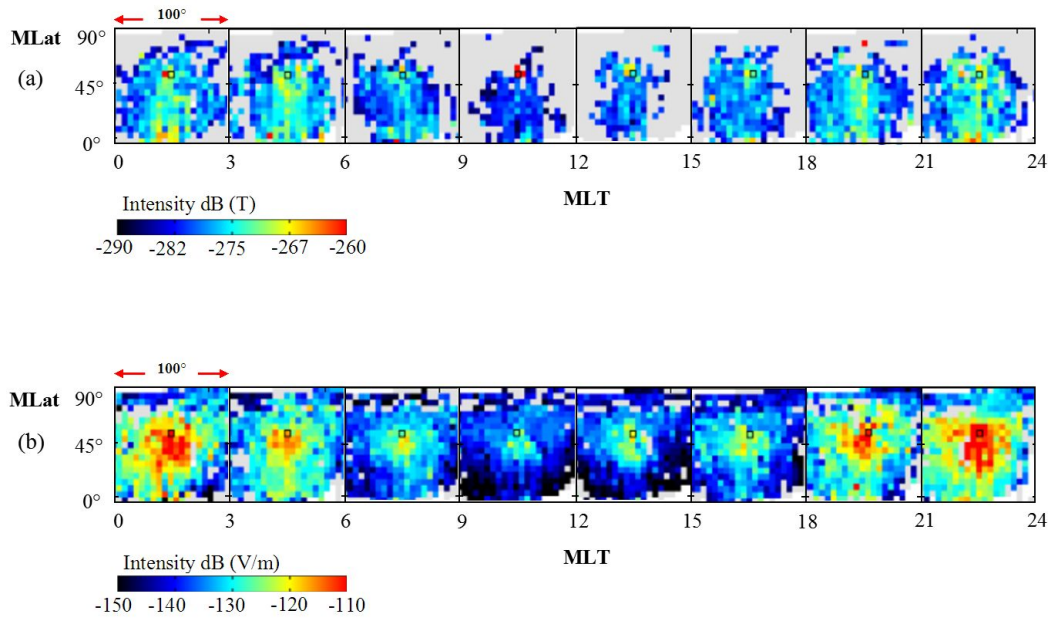 100°
MLat 90°
(a)
45°
0°
0 3 6 9 12 15 18 21 24
MLT
Intensity dB (T)
-290 -282 -275 -267 -260
100°
MLat 90°
(b)
45°
0°
0 3 6 9 12 15 18 21 24
MLT
Intensity dB (V/m)
-150 -140 -130 -120 -110